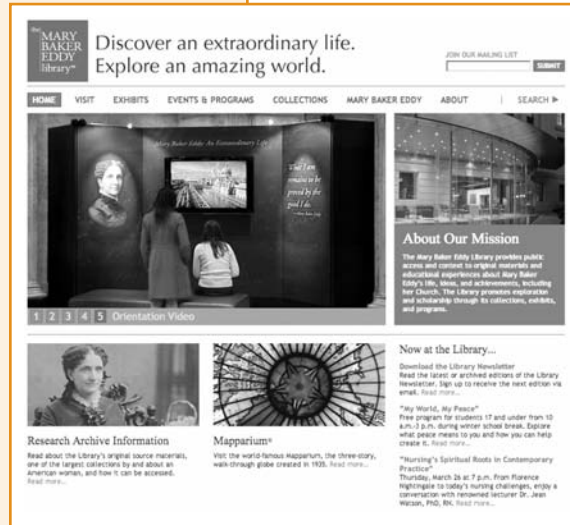 the
MARY
BAKER
EDDY
library™
Discover an extraordinary life.
Explore an amazing world.
JOIN OUR MAILING LIST
SUBMIT
HOME VISIT EXHIBITS EVENTS & PROGRAMS COLLECTIONS MARY BAKER EDDY ABOUT | SEARCH
Mary Baker Eddy: An Extraordinary Life
What I am
remains to be
proved by the
good I do.
1 2 3 4 5 Orientation Video
About Our Mission
The Mary Baker Eddy Library provides public
access and context to original materials and
educational experiences about Mary Baker
Eddy's life, ideas, and achievements, including
her Church. The Library promotes exploration
and scholarship through its collections, exhibits,
and programs.
Research Archive Information
Read about the Library's original source materials,
one of the largest collections by and about an
American woman, and how it can be accessed.
Read more...
Mapparium®
Visit the world-famous Mapparium, the three-story,
walk-through globe created in 1935. Read more...
Now at the Library...
Download the Library Newsletter
Read the latest or archived editions of the Library
Newsletter. Sign up to receive the next edition via
email. Read more...
"My World, My Peace"
Free program for students 17 and under from 10
a.m.-3 p.m. during winter school break. Explore
what peace means to you and how you can help
create it. Read more...
"Nursing's Spiritual Roots in Contemporary
Practice"
Thursday, March 26 at 7 p.m. From Florence
Nightingale to today's nursing challenges, enjoy a
conversation with renowned lecturer Dr. Jean
Watson, PhD, RN. Read more...